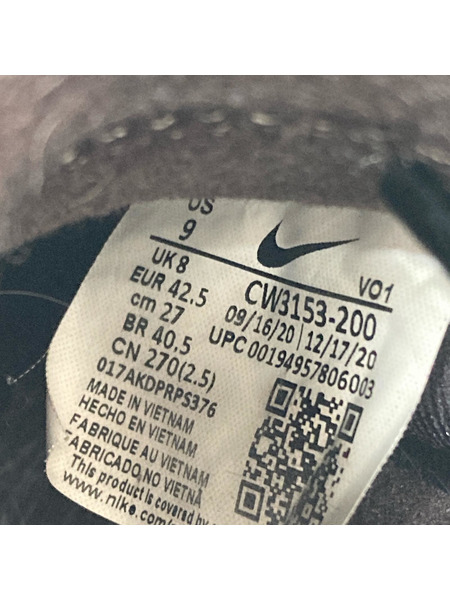 US
9
UK 8
EUR 42.5
cm 27
BR 40.5
CN 270(2.5)
017AKDPRPS376
MADE IN VIETNAM
HECHO EN VIETNAM
FABRIQUE AU VIETNAM
FABRICADO NO VIETNÃ
This product is covered by
www.nike.com/
V01
CW3153-200
09/16/20 | 12/17/20
UPC 00194957806003